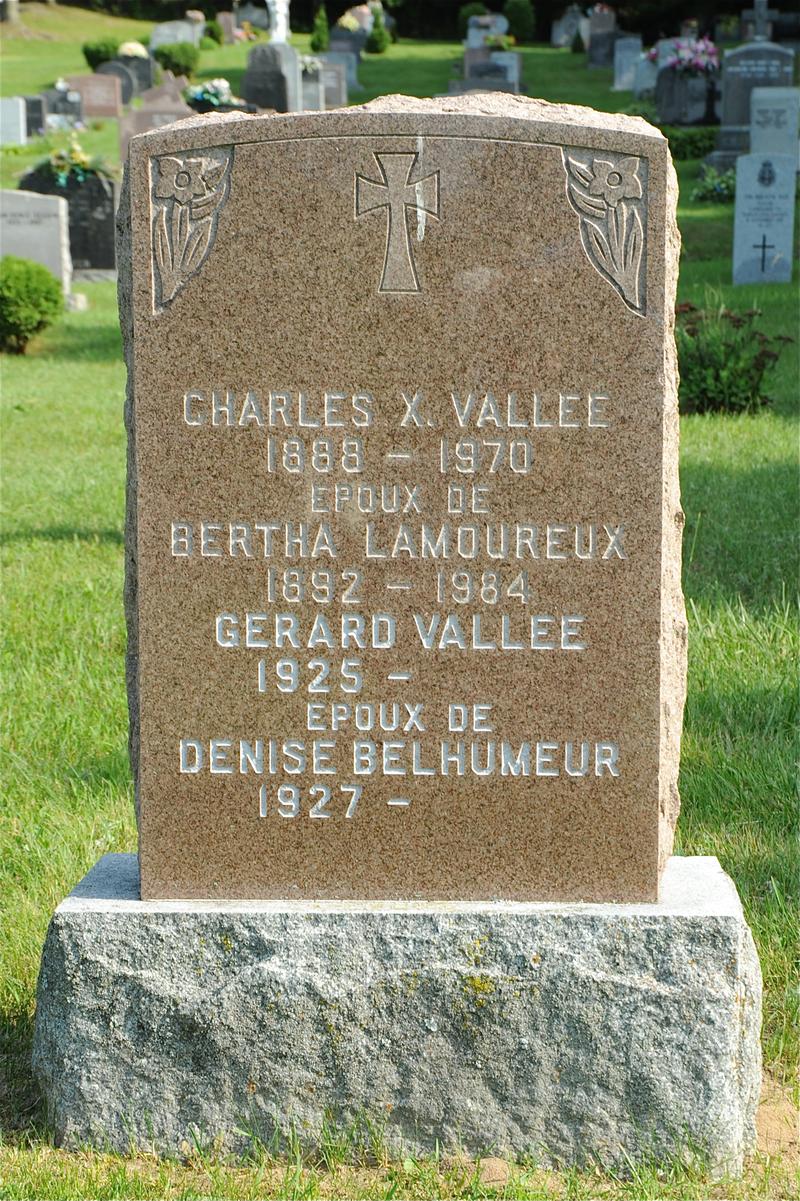 CHARLES X. VALLEE
1888 - 1970
EPOUX DE
BERTHA LAMOUREUX
1892 - 1984
GERARD VALLEE
1925 -
EPOUX DE
DENISE BELHUMEUR
1927 -